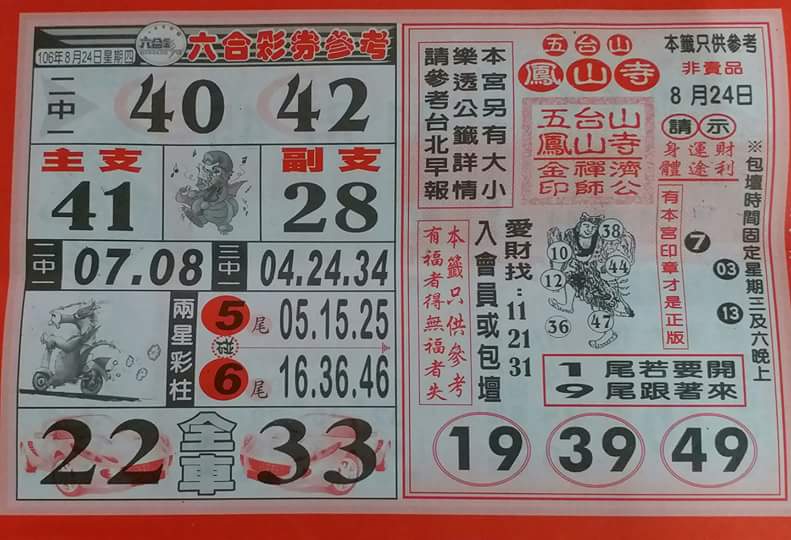 106年8月24日星期四
六合彩
六合彩券參考
二中一
40
42
主支
41
副支
28
二中一
07.08
三中一
04.24.34
兩星彩柱
5尾
05.15.25
6尾
16.36.46
22
全車
33
本宮另有大小
樂透公籤詳情
請參考台北早報
五台山
鳳山寺
五台山
鳳山寺
金禪濟
印師公
本籤只供參考
非賣品
8月24日
請示
財利
運途
身體
※包壇時間固定星期三及六晚上
有本宮印章才是正版
7
03
13
38
10
44
12
36
47
愛財找:11 21 31
入會員或包壇
本籤只供參考
有福者得無福者失
1尾若要開
9尾跟著來
19
39
49